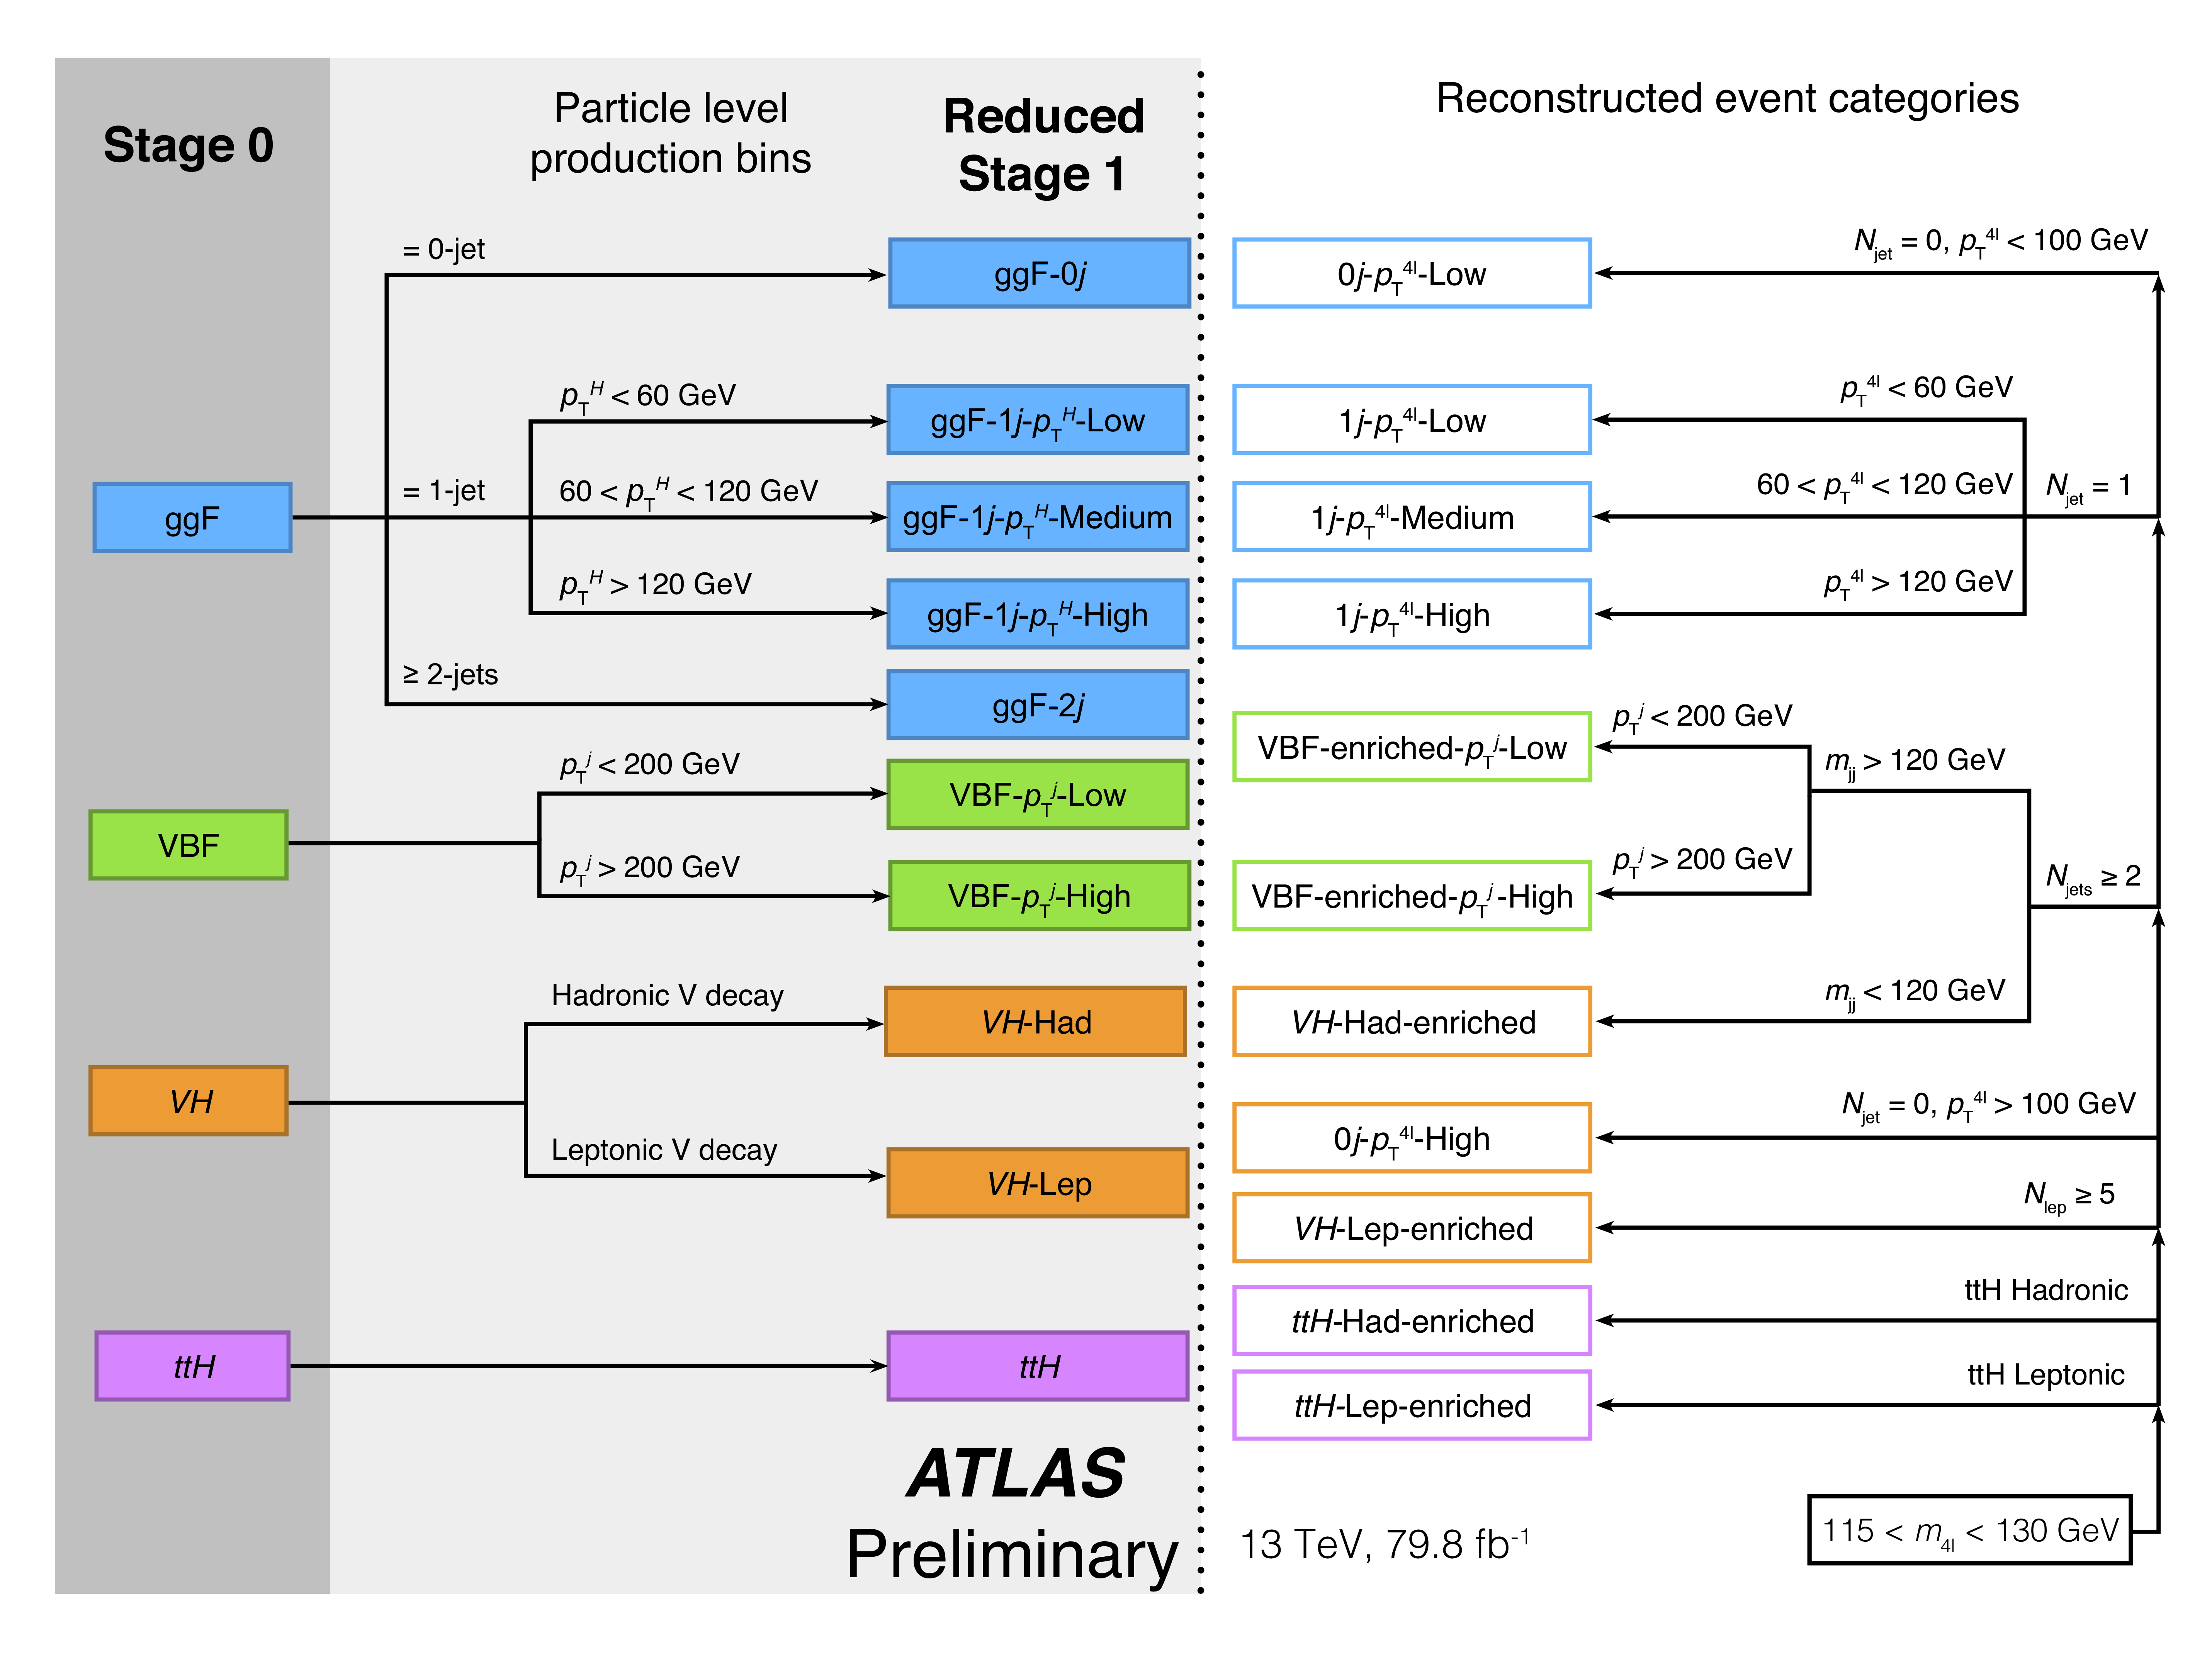 Stage 0
Particle level
production bins
Reduced
Stage 1
Reconstructed event categories
= 0-jet
ggF-0j
0j-pT4l-Low
Njet = 0, pT4l < 100 GeV
pTH < 60 GeV
ggF-1j-pTH-Low
1j-pT4l-Low
pT4l < 60 GeV
ggF
= 1-jet
60 < pTH < 120 GeV
ggF-1j-pTH-Medium
1j-pT4l-Medium
60 < pT4l < 120 GeV
Njet = 1
pTH > 120 GeV
ggF-1j-pTH-High
1j-pT4l-High
pT4l > 120 GeV
≥ 2-jets
ggF-2j
VBF-enriched-pTj-Low
pTj < 200 GeV
mjj > 120 GeV
VBF
pTj < 200 GeV
VBF-pTj-Low
pTj > 200 GeV
VBF-pTj-High
VBF-enriched-pTj-High
pTj > 200 GeV
Njets ≥ 2
Hadronic V decay
VH-Had
VH-Had-enriched
mjj < 120 GeV
VH
0j-pT4l-High
Njet = 0, pT4l > 100 GeV
Leptonic V decay
VH-Lep
VH-Lep-enriched
Nlep ≥ 5
ttH-Had-enriched
ttH Hadronic
ttH
ttH
ttH-Lep-enriched
ttH Leptonic
ATLAS
Preliminary
13 TeV, 79.8 fb-1
115 < m4l < 130 GeV